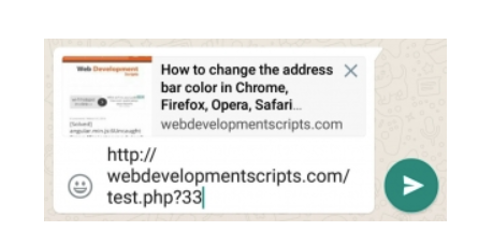 Web Development
Scripts
How to change the address
bar color in Chrome,
Firefox, Opera, Safari...
webdevelopmentscripts.com
http://
webdevelopmentscripts.com/
test.php?33